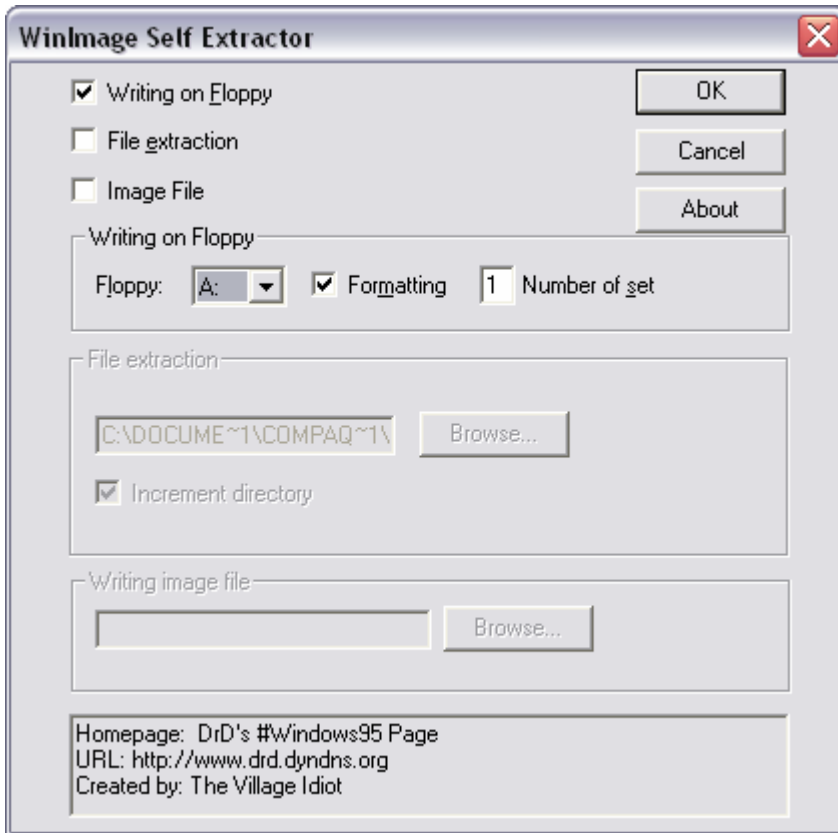 WinImage Self Extractor
Writing on Floppy
OK
File extraction
Cancel
Image File
About
Writing on Floppy
Floppy: A: Formatting 1 Number of set
File extraction
C:\DOCUME~1\COMPAQ~1\ Browse...
Increment directory
Writing image file
Browse...
Homepage: DrD's #Windows95 Page
URL: http://www.drd.dyndns.org
Created by: The Village Idiot